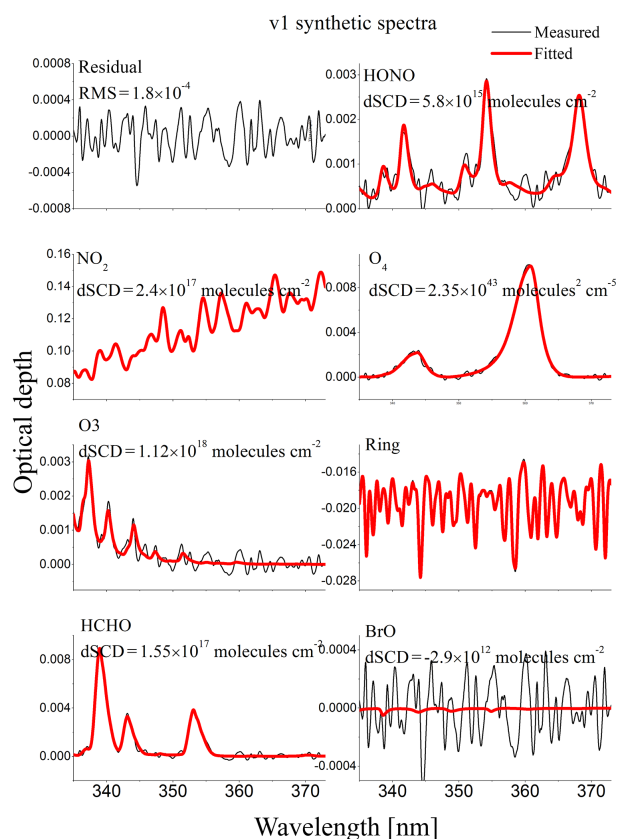 v1 synthetic spectra
Measured
Fitted
Residual
RMS=1.8×10⁻⁴
0.0008
0.0004
0.0000
-0.0004
-0.0008
HONO
dSCD=5.8×10¹⁵ molecules cm⁻²
0.003
0.002
0.001
0.000
NO₂
dSCD=2.4×10¹⁷ molecules cm⁻²
0.16
0.14
0.12
0.10
0.08
O₄
dSCD=2.35×10⁴³ molecules² cm⁻⁵
0.008
0.004
0.000
Optical depth
O3
dSCD=1.12×10¹⁸ molecules cm⁻²
0.003
0.002
0.001
0.000
Ring
-0.016
-0.020
-0.024
-0.028
HCHO
dSCD=1.55×10¹⁷ molecules cm⁻²
0.008
0.004
0.000
340 350 360 370
BrO
dSCD=-2.9×10¹² molecules cm⁻²
0.0004
0.0000
-0.0004
340 350 360 370
Wavelength [nm]